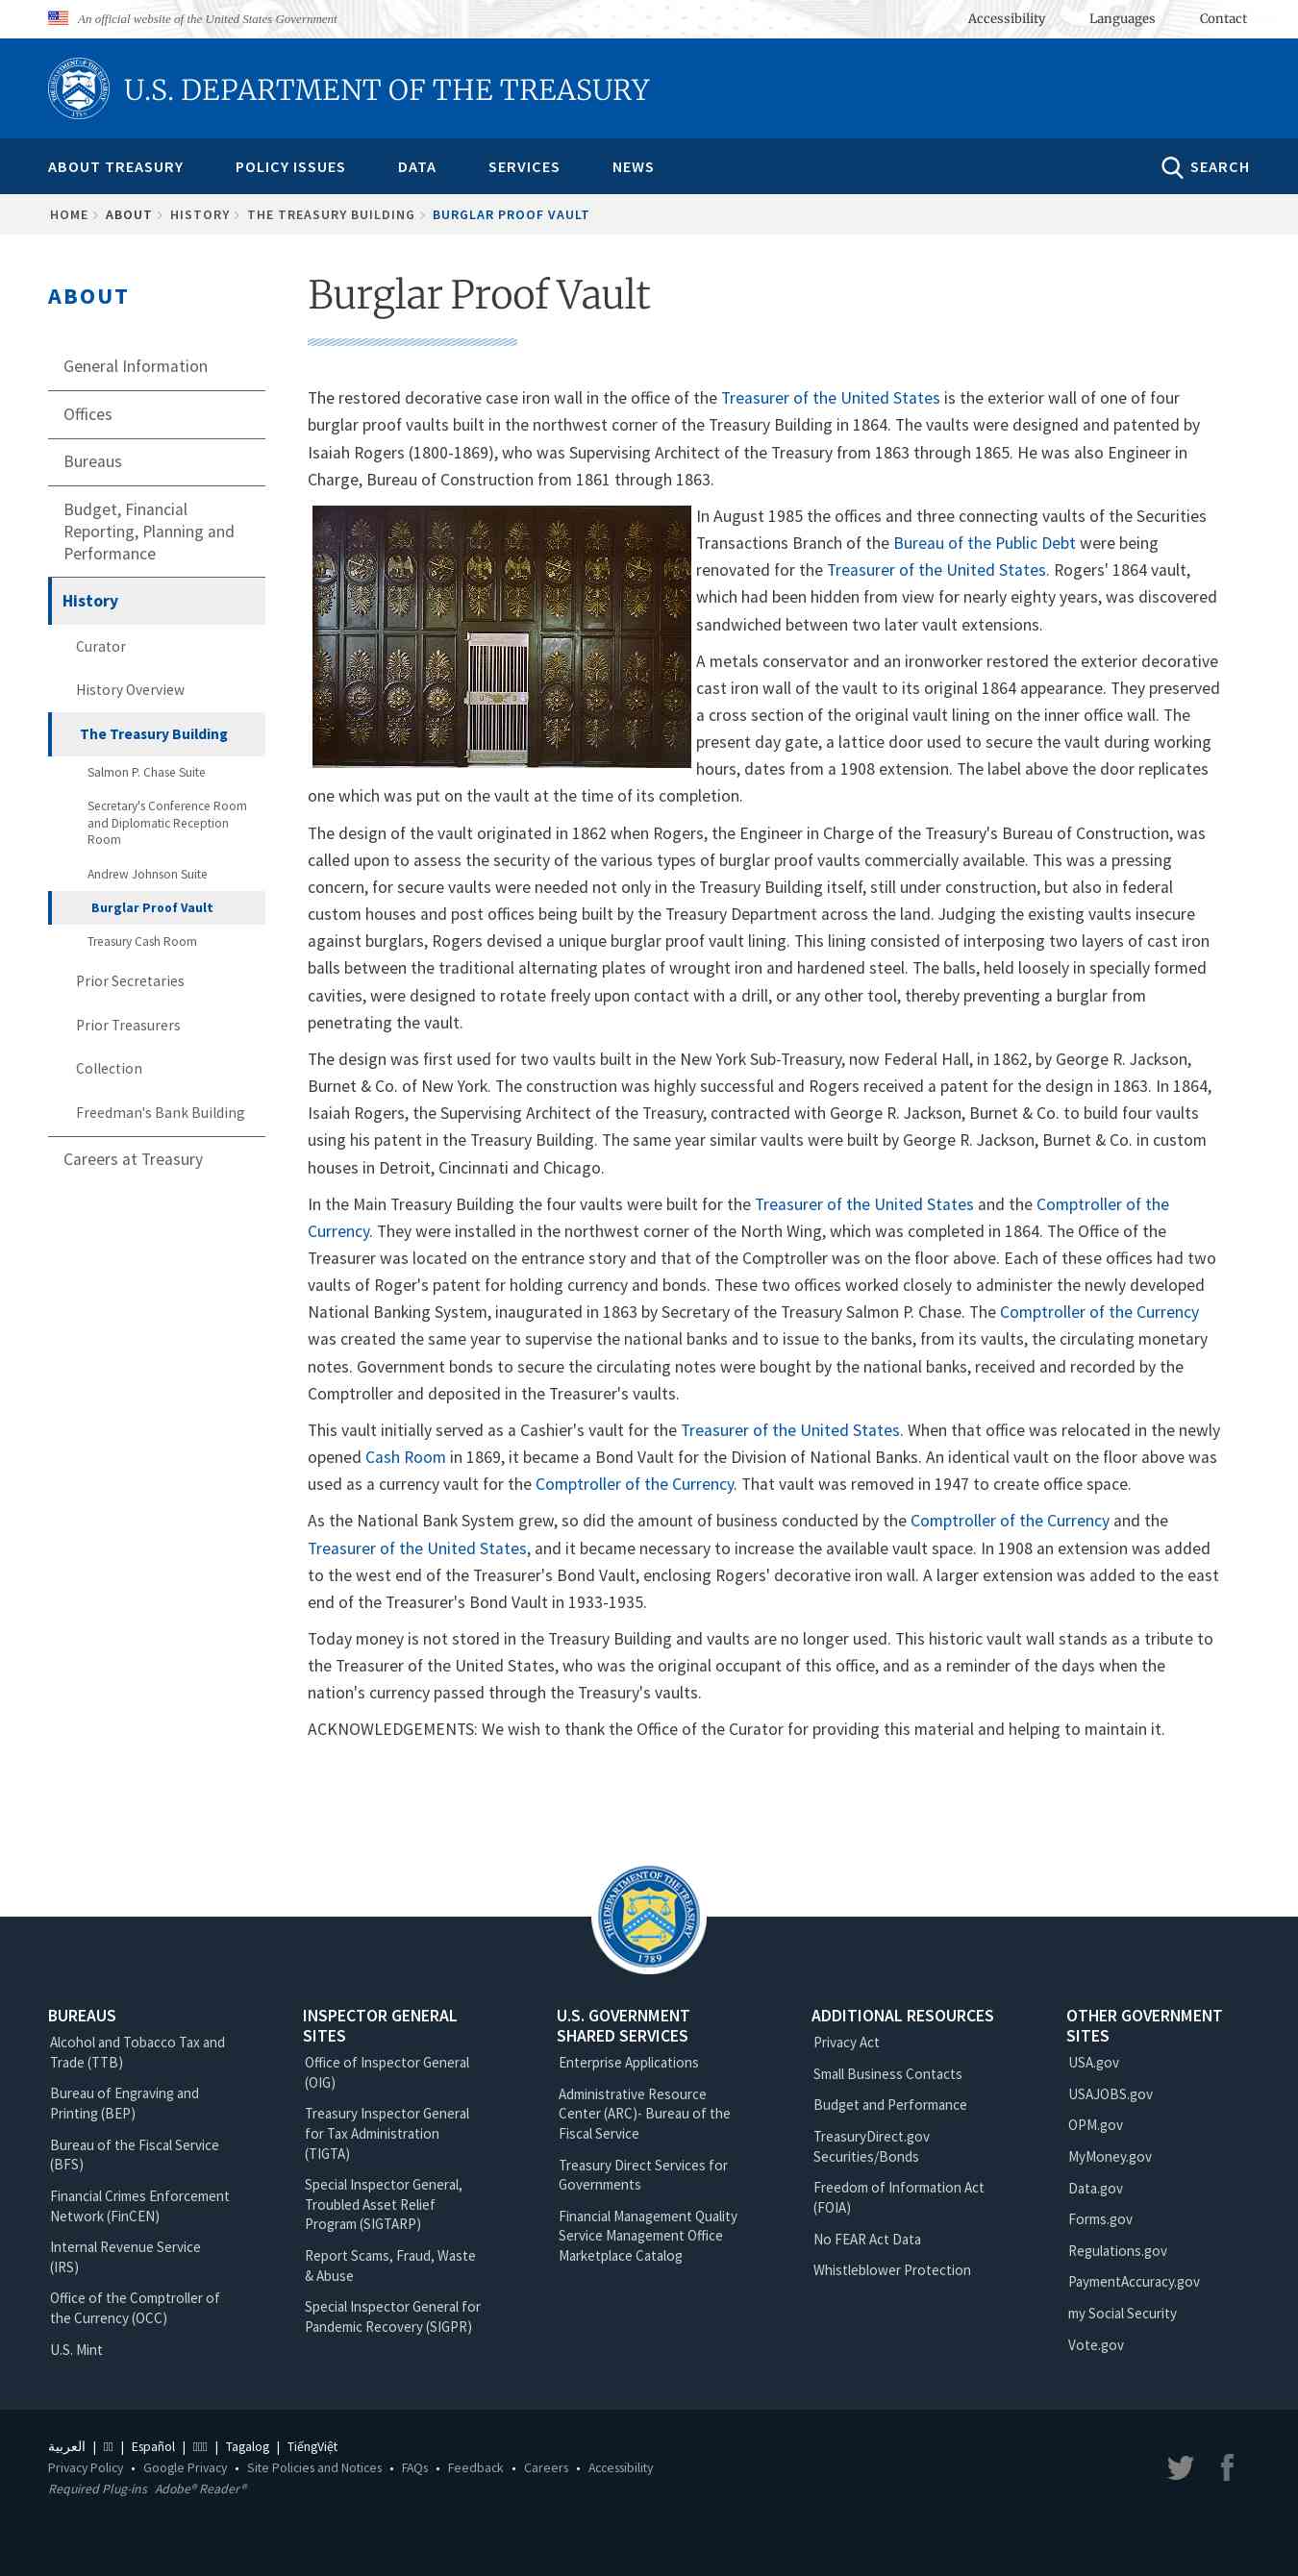 An official website of the United States Government
Accessibility
Languages
Contact
U.S. DEPARTMENT OF THE TREASURY
ABOUT TREASURY
POLICY ISSUES
DATA
SERVICES
NEWS
SEARCH
HOME
ABOUT
HISTORY
THE TREASURY BUILDING
BURGLAR PROOF VAULT
ABOUT
General Information
Offices
Bureaus
Budget, Financial
Reporting, Planning and
Performance
History
Curator
History Overview
The Treasury Building
Salmon P. Chase Suite
Secretary's Conference Room
and Diplomatic Reception
Room
Andrew Johnson Suite
Burglar Proof Vault
Treasury Cash Room
Prior Secretaries
Prior Treasurers
Collection
Freedman's Bank Building
Careers at Treasury
Burglar Proof Vault
The restored decorative case iron wall in the office of the Treasurer of the United States is the exterior wall of one of four
burglar proof vaults built in the northwest corner of the Treasury Building in 1864. The vaults were designed and patented by
Isaiah Rogers (1800-1869), who was Supervising Architect of the Treasury from 1863 through 1865. He was also Engineer in
Charge, Bureau of Construction from 1861 through 1863.
In August 1985 the offices and three connecting vaults of the Securities
Transactions Branch of the Bureau of the Public Debt were being
renovated for the Treasurer of the United States. Rogers' 1864 vault,
which had been hidden from view for nearly eighty years, was discovered
sandwiched between two later vault extensions.
A metals conservator and an ironworker restored the exterior decorative
cast iron wall of the vault to its original 1864 appearance. They preserved
a cross section of the original vault lining on the inner office wall. The
present day gate, a lattice door used to secure the vault during working
hours, dates from a 1908 extension. The label above the door replicates
one which was put on the vault at the time of its completion.
The design of the vault originated in 1862 when Rogers, the Engineer in Charge of the Treasury's Bureau of Construction, was
called upon to assess the security of the various types of burglar proof vaults commercially available. This was a pressing
concern, for secure vaults were needed not only in the Treasury Building itself, still under construction, but also in federal
custom houses and post offices being built by the Treasury Department across the land. Judging the existing vaults insecure
against burglars, Rogers devised a unique burglar proof vault lining. This lining consisted of interposing two layers of cast iron
balls between the traditional alternating plates of wrought iron and hardened steel. The balls, held loosely in specially formed
cavities, were designed to rotate freely upon contact with a drill, or any other tool, thereby preventing a burglar from
penetrating the vault.
The design was first used for two vaults built in the New York Sub-Treasury, now Federal Hall, in 1862, by George R. Jackson,
Burnet & Co. of New York. The construction was highly successful and Rogers received a patent for the design in 1863. In 1864,
Isaiah Rogers, the Supervising Architect of the Treasury, contracted with George R. Jackson, Burnet & Co. to build four vaults
using his patent in the Treasury Building. The same year similar vaults were built by George R. Jackson, Burnet & Co. in custom
houses in Detroit, Cincinnati and Chicago.
In the Main Treasury Building the four vaults were built for the Treasurer of the United States and the Comptroller of the
Currency. They were installed in the northwest corner of the North Wing, which was completed in 1864. The Office of the
Treasurer was located on the entrance story and that of the Comptroller was on the floor above. Each of these offices had two
vaults of Roger's patent for holding currency and bonds. These two offices worked closely to administer the newly developed
National Banking System, inaugurated in 1863 by Secretary of the Treasury Salmon P. Chase. The Comptroller of the Currency
was created the same year to supervise the national banks and to issue to the banks, from its vaults, the circulating monetary
notes. Government bonds to secure the circulating notes were bought by the national banks, received and recorded by the
Comptroller and deposited in the Treasurer's vaults.
This vault initially served as a Cashier's vault for the Treasurer of the United States. When that office was relocated in the newly
opened Cash Room in 1869, it became a Bond Vault for the Division of National Banks. An identical vault on the floor above was
used as a currency vault for the Comptroller of the Currency. That vault was removed in 1947 to create office space.
As the National Bank System grew, so did the amount of business conducted by the Comptroller of the Currency and the
Treasurer of the United States, and it became necessary to increase the available vault space. In 1908 an extension was added
to the west end of the Treasurer's Bond Vault, enclosing Rogers' decorative iron wall. A larger extension was added to the east
end of the Treasurer's Bond Vault in 1933-1935.
Today money is not stored in the Treasury Building and vaults are no longer used. This historic vault wall stands as a tribute to
the Treasurer of the United States, who was the original occupant of this office, and as a reminder of the days when the
nation's currency passed through the Treasury's vaults.
ACKNOWLEDGEMENTS: We wish to thank the Office of the Curator for providing this material and helping to maintain it.
THE DEPARTMENT OF THE TREASURY
1789
BUREAUS
Alcohol and Tobacco Tax and
Trade (TTB)
Bureau of Engraving and
Printing (BEP)
Bureau of the Fiscal Service
(BFS)
Financial Crimes Enforcement
Network (FinCEN)
Internal Revenue Service
(IRS)
Office of the Comptroller of
the Currency (OCC)
U.S. Mint
INSPECTOR GENERAL
SITES
Office of Inspector General
(OIG)
Treasury Inspector General
for Tax Administration
(TIGTA)
Special Inspector General,
Troubled Asset Relief
Program (SIGTARP)
Report Scams, Fraud, Waste
& Abuse
Special Inspector General for
Pandemic Recovery (SIGPR)
U.S. GOVERNMENT
SHARED SERVICES
Enterprise Applications
Administrative Resource
Center (ARC)- Bureau of the
Fiscal Service
Treasury Direct Services for
Governments
Financial Management Quality
Service Management Office
Marketplace Catalog
ADDITIONAL RESOURCES
Privacy Act
Small Business Contacts
Budget and Performance
TreasuryDirect.gov
Securities/Bonds
Freedom of Information Act
(FOIA)
No FEAR Act Data
Whistleblower Protection
OTHER GOVERNMENT
SITES
USA.gov
USAJOBS.gov
OPM.gov
MyMoney.gov
Data.gov
Forms.gov
Regulations.gov
PaymentAccuracy.gov
my Social Security
Vote.gov
العربية | | Español | | Tagalog | TiếngViệt
Privacy Policy • Google Privacy • Site Policies and Notices • FAQs • Feedback • Careers • Accessibility
Required Plug-ins Adobe® Reader®